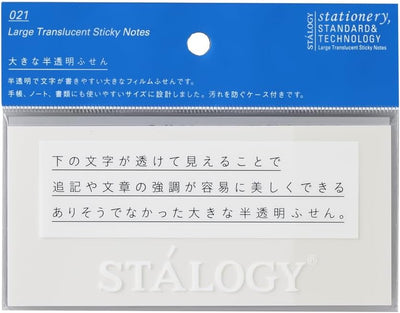 021
Large Translucent Sticky Notes
STÁLOGY
stationery,
STANDARD&
TECHNOLOGY
Large Translucent Sticky Notes
大きな半透明ふせん
半透明で文字が書きやすい大きなフィルムふせんです。
手帳、ノート、書類にも使いやすいサイズに設計しました。汚れを防ぐケース付きです。
下の文字が透けて見えることで
追記や文章の強調が容易に美しくできる
ありそうでなかった大きな半透明ふせん。
STÁLOGY®